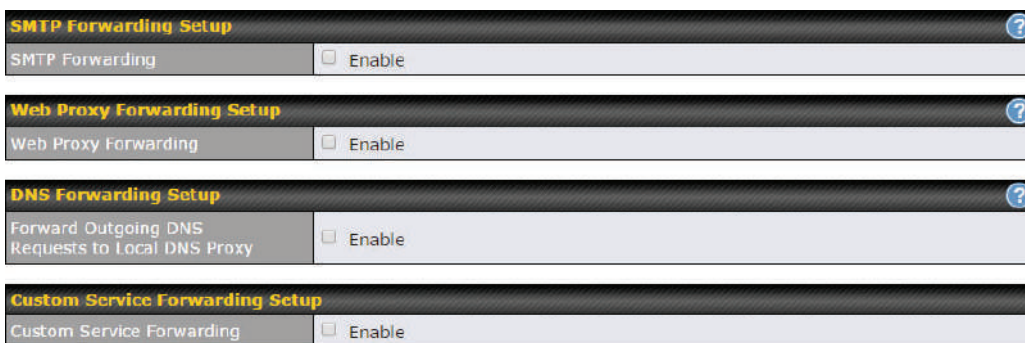 SMTP Forwarding Setup
?
SMTP Forwarding
Enable
Web Proxy Forwarding Setup
?
Web Proxy Forwarding
Enable
DNS Forwarding Setup
?
Forward Outgoing DNS
Requests to Local DNS Proxy
Enable
Custom Service Forwarding Setup
Custom Service Forwarding
Enable